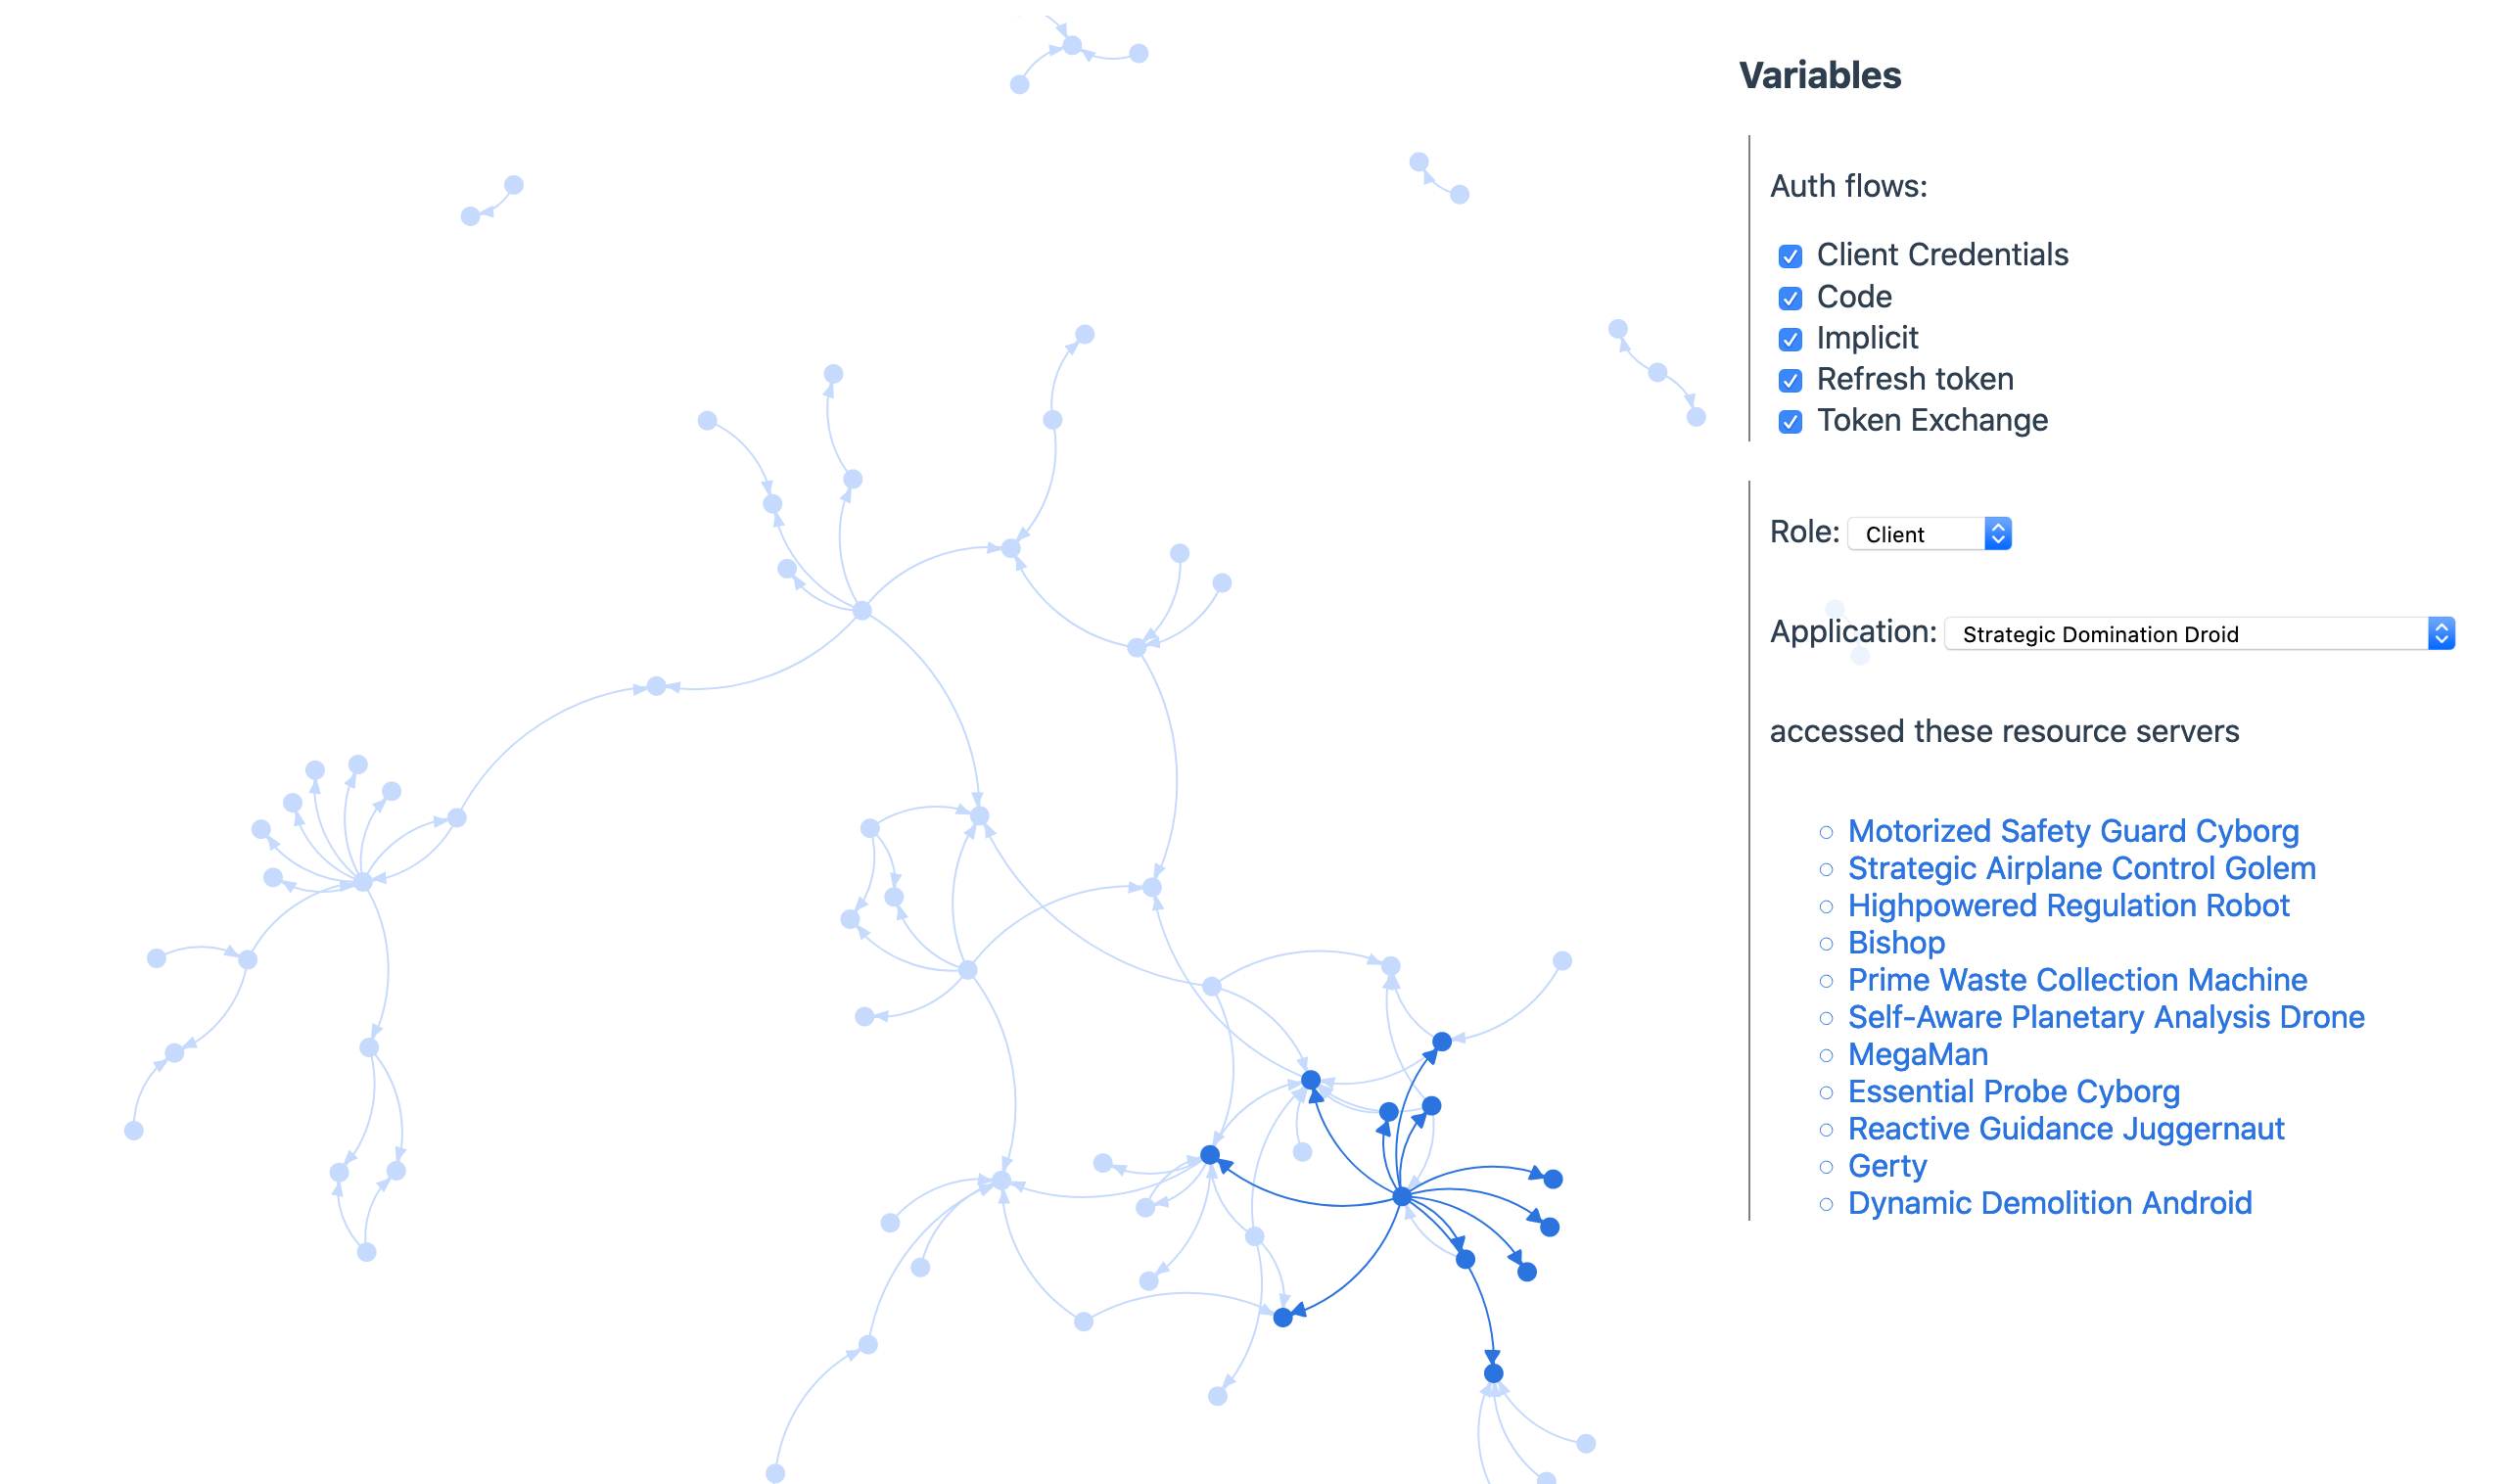 Variables
Auth flows:
Client Credentials
Code
Implicit
Refresh token
Token Exchange
Role: Client
Application: Strategic Domination Droid
accessed these resource servers
Motorized Safety Guard Cyborg
Strategic Airplane Control Golem
Highpowered Regulation Robot
Bishop
Prime Waste Collection Machine
Self-Aware Planetary Analysis Drone
MegaMan
Essential Probe Cyborg
Reactive Guidance Juggernaut
Gerty
Dynamic Demolition Android